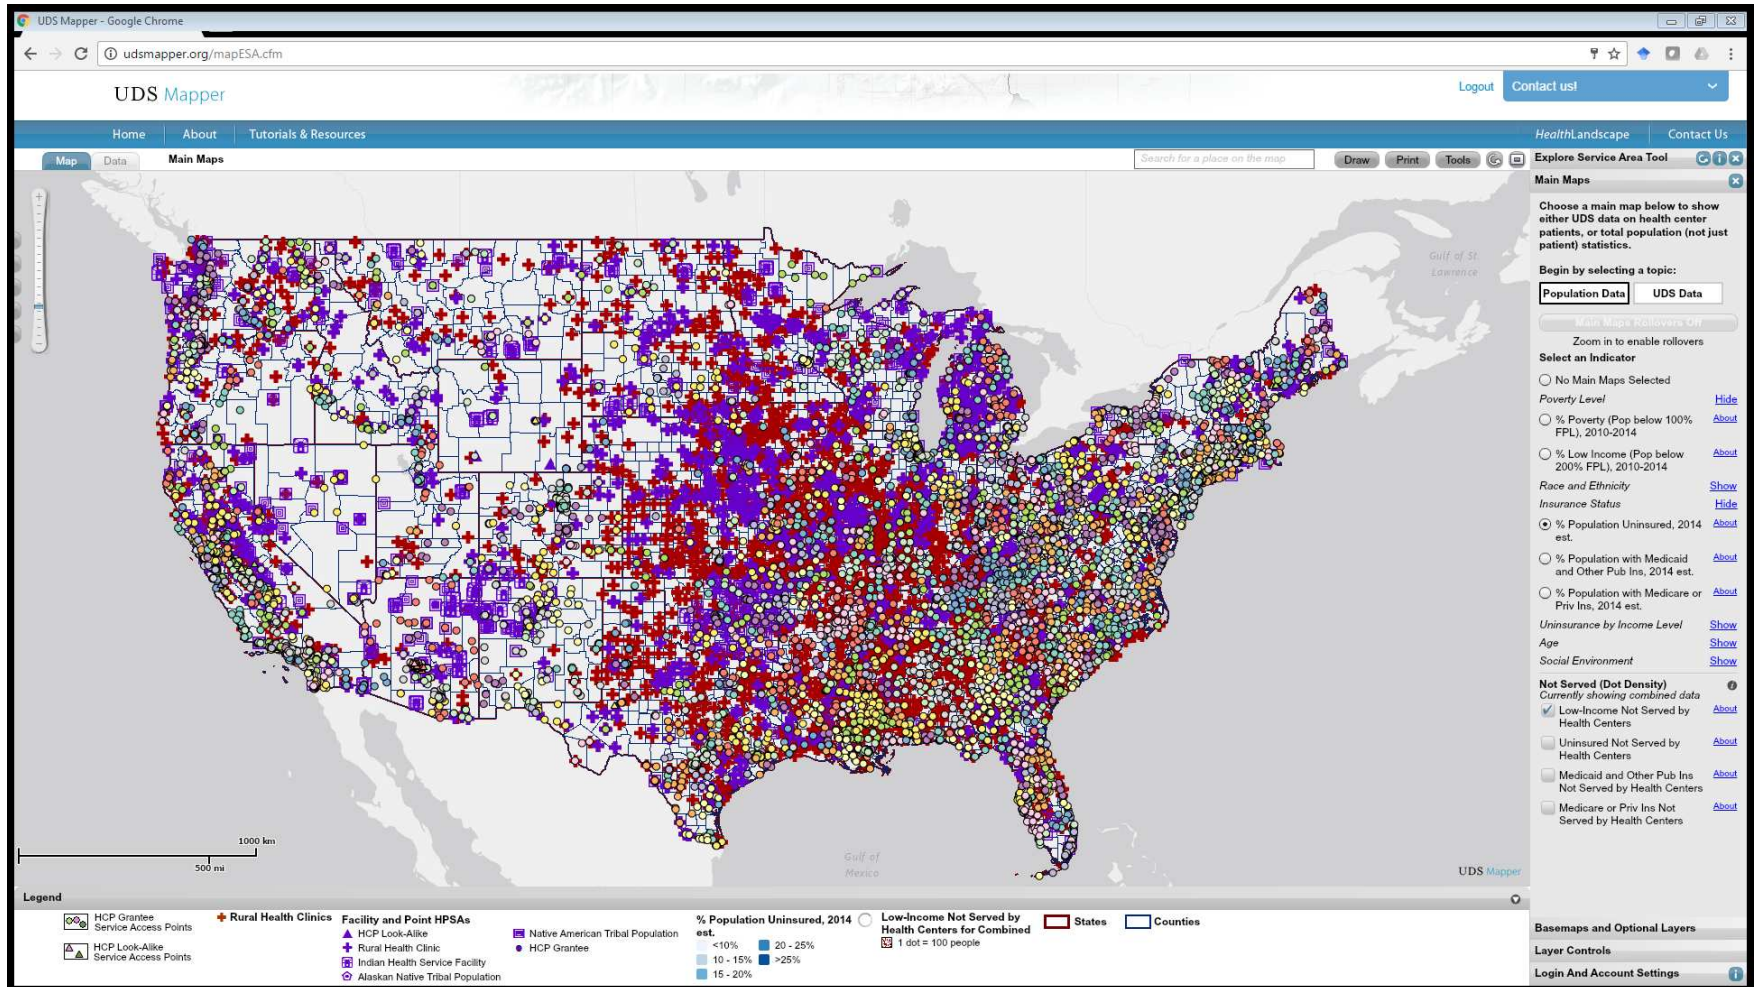 UDS Mapper - Google Chrome
udsmapper.org/mapESA.cfm
UDS Mapper
Logout
Contact us!
Home
About
Tutorials & Resources
HealthLandscape
Contact Us
Map
Data
Main Maps
Search for a place on the map
Draw
Print
Tools
Explore Service Area Tool
Main Maps
Choose a main map below to show
either UDS data on health center
patients, or total population (not just
patient) statistics.
Begin by selecting a topic:
Population Data
UDS Data
Main Maps Rollovers Off
Zoom in to enable rollovers
Select an Indicator
No Main Maps Selected
Poverty Level Hide
% Poverty (Pop below 100% About
FPL), 2010-2014
% Low Income (Pop below About
200% FPL), 2010-2014
Race and Ethnicity Show
Insurance Status Hide
% Population Uninsured, 2014 About
est.
% Population with Medicaid About
and Other Pub Ins, 2014 est.
% Population with Medicare or About
Priv Ins, 2014 est.
Uninsurance by Income Level Show
Age Show
Social Environment Show
Not Served (Dot Density)
Currently showing combined data
Low-Income Not Served by About
Health Centers
Uninsured Not Served by About
Health Centers
Medicaid and Other Pub Ins About
Not Served by Health Centers
Medicare or Priv Ins Not About
Served by Health Centers
Basemaps and Optional Layers
Layer Controls
Login And Account Settings
Gulf of St.
Lawrence
Gulf of
Mexico
1000 km
500 mi
UDS Mapper
Legend
HCP Grantee
Service Access Points
HCP Look-Alike
Service Access Points
Rural Health Clinics
Facility and Point HPSAs
HCP Look-Alike
Rural Health Clinic
Indian Health Service Facility
Alaskan Native Tribal Population
Native American Tribal Population
HCP Grantee
% Population Uninsured, 2014
est.
<10%
10 - 15%
15 - 20%
20 - 25%
>25%
Low-Income Not Served by
Health Centers for Combined
1 dot = 100 people
States
Counties